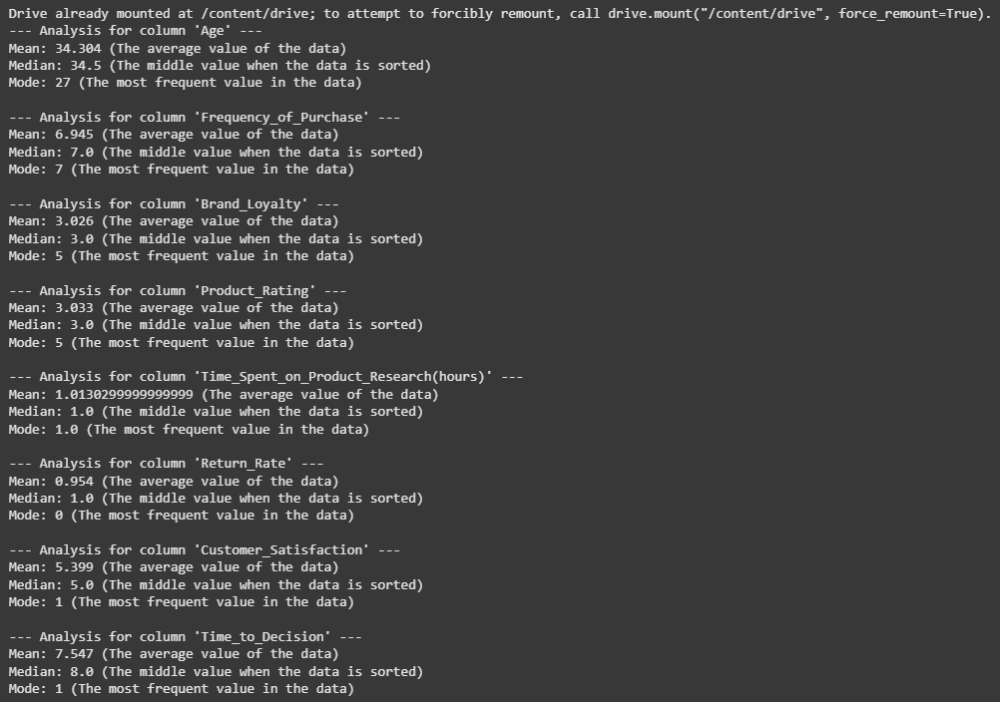 Drive already mounted at /content/drive; to attempt to forcibly remount, call drive.mount("/content/drive", force_remount=True).
--- Analysis for column 'Age' ---
Mean: 34.304 (The average value of the data)
Median: 34.5 (The middle value when the data is sorted)
Mode: 27 (The most frequent value in the data)
--- Analysis for column 'Frequency_of_Purchase' ---
Mean: 6.945 (The average value of the data)
Median: 7.0 (The middle value when the data is sorted)
Mode: 7 (The most frequent value in the data)
--- Analysis for column 'Brand_Loyalty' ---
Mean: 3.026 (The average value of the data)
Median: 3.0 (The middle value when the data is sorted)
Mode: 5 (The most frequent value in the data)
--- Analysis for column 'Product_Rating' ---
Mean: 3.033 (The average value of the data)
Median: 3.0 (The middle value when the data is sorted)
Mode: 5 (The most frequent value in the data)
--- Analysis for column 'Time_Spent_on_Product_Research(hours)' ---
Mean: 1.0130299999999999 (The average value of the data)
Median: 1.0 (The middle value when the data is sorted)
Mode: 1.0 (The most frequent value in the data)
--- Analysis for column 'Return_Rate' ---
Mean: 0.954 (The average value of the data)
Median: 1.0 (The middle value when the data is sorted)
Mode: 0 (The most frequent value in the data)
--- Analysis for column 'Customer_Satisfaction' ---
Mean: 5.399 (The average value of the data)
Median: 5.0 (The middle value when the data is sorted)
Mode: 1 (The most frequent value in the data)
--- Analysis for column 'Time_to_Decision' ---
Mean: 7.547 (The average value of the data)
Median: 8.0 (The middle value when the data is sorted)
Mode: 1 (The most frequent value in the data)